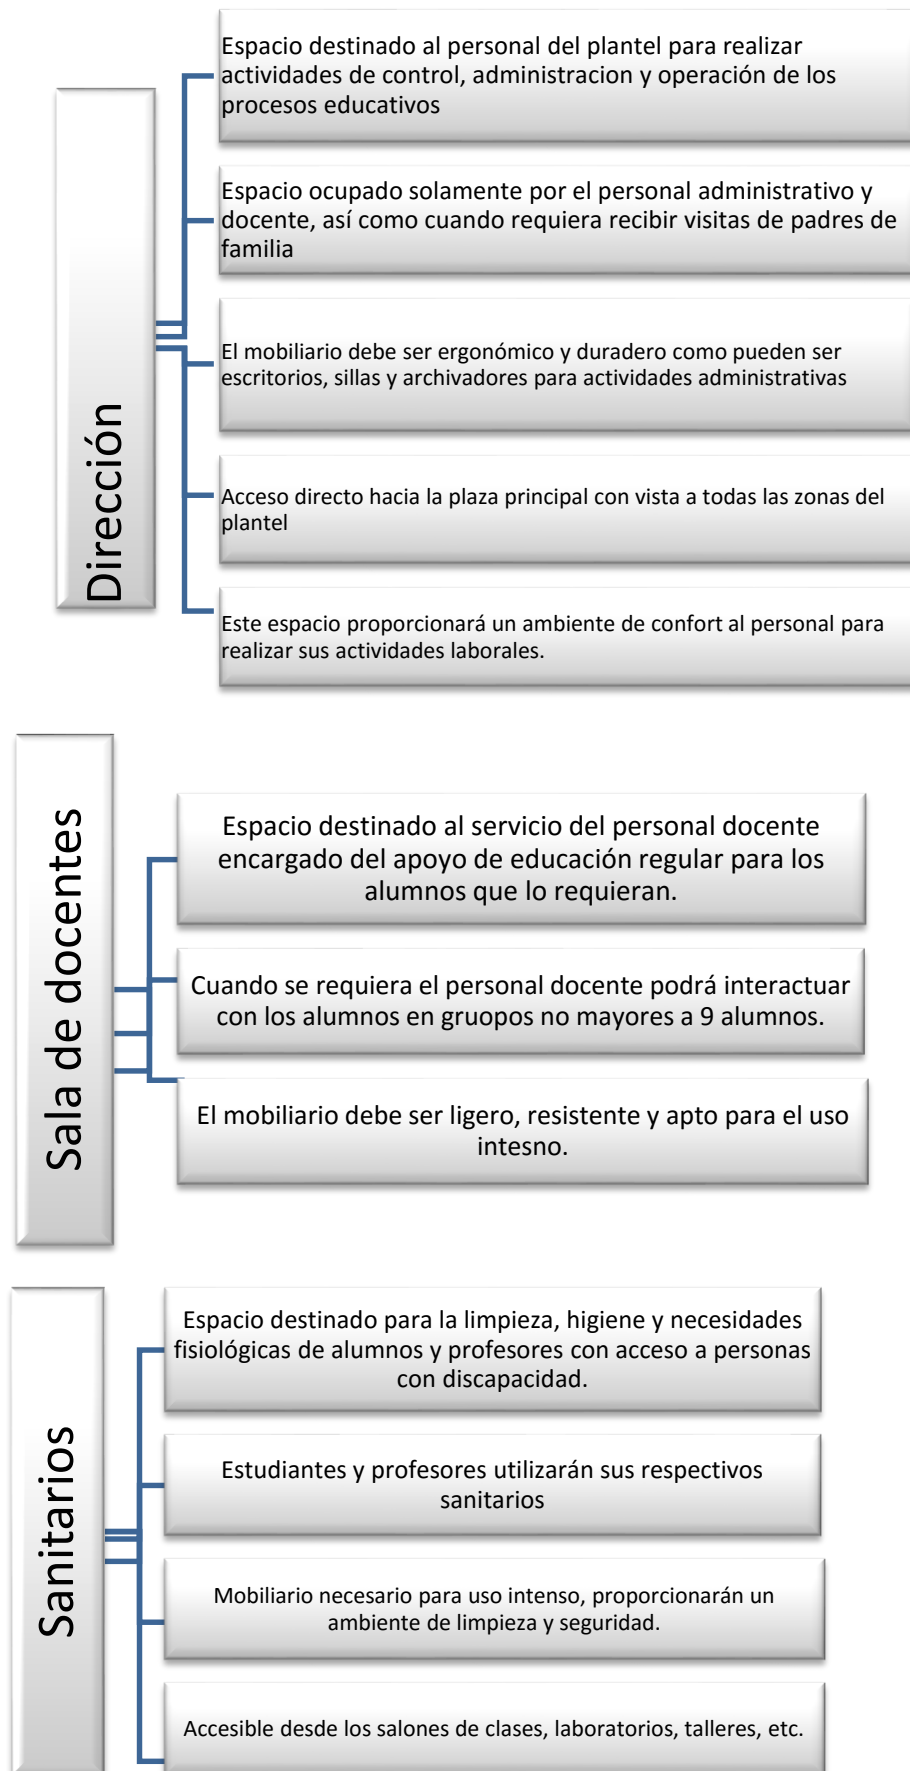 Dirección
Espacio destinado al personal del plantel para realizar
actividades de control, administracion y operación de los
procesos educativos
Espacio ocupado solamente por el personal administrativo y
docente, así como cuando requiera recibir visitas de padres de
familia
El mobiliario debe ser ergonómico y duradero como pueden ser
escritorios, sillas y archivadores para actividades administrativas
Acceso directo hacia la plaza principal con vista a todas las zonas del
plantel
Este espacio proporcionará un ambiente de confort al personal para
realizar sus actividades laborales.
Sala de docentes
Espacio destinado al servicio del personal docente
encargado del apoyo de educación regular para los
alumnos que lo requieran.
Cuando se requiera el personal docente podrá interactuar
con los alumnos en gruopos no mayores a 9 alumnos.
El mobiliario debe ser ligero, resistente y apto para el uso
intesno.
Sanitarios
Espacio destinado para la limpieza, higiene y necesidades
fisiológicas de alumnos y profesores con acceso a personas
con discapacidad.
Estudiantes y profesores utilizarán sus respectivos
sanitarios
Mobiliario necesario para uso intenso, proporcionarán un
ambiente de limpieza y seguridad.
Accesible desde los salones de clases, laboratorios, talleres, etc.